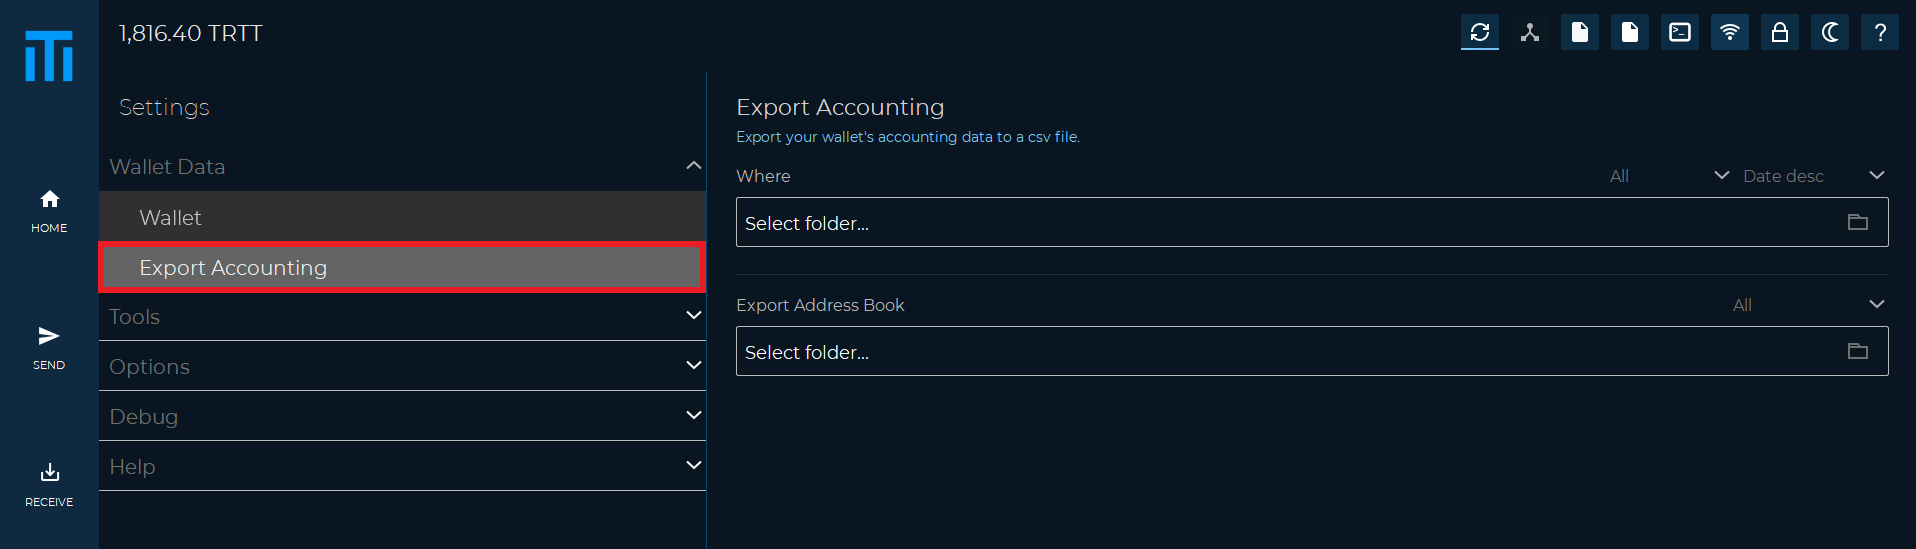 1,816.40 TRTT
?
HOME
SEND
RECEIVE
Settings
Wallet Data
Wallet
Export Accounting
Tools
Options
Debug
Help
Export Accounting
Export your wallet's accounting data to a csv file.
Where All Date desc
Select folder...
Export Address Book All
Select folder...